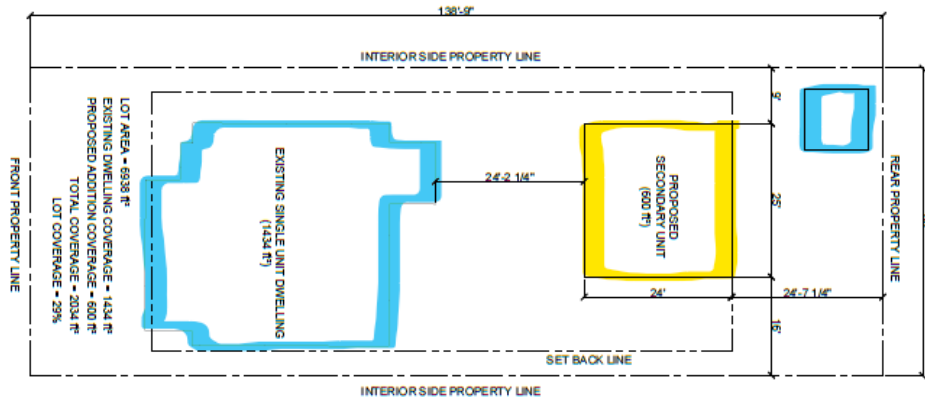 138'-9"
INTERIOR SIDE PROPERTY LINE
FRONT PROPERTY LINE
LOT AREA = 6938 ft²
EXISTING DWELLING COVERAGE = 1434 ft²
PROPOSED ADDITION COVERAGE = 600 ft²
TOTAL COVERAGE = 2034 ft²
LOT COVERAGE = 29%
EXISTING SINGLE UNIT DWELLING
(1434 ft²)
24'-2 1/4"
PROPOSED
SECONDARY UNIT
(600 ft²)
9'
25'
16'
24'
24'-7 1/4"
REAR PROPERTY LINE
SET BACK LINE
INTERIOR SIDE PROPERTY LINE